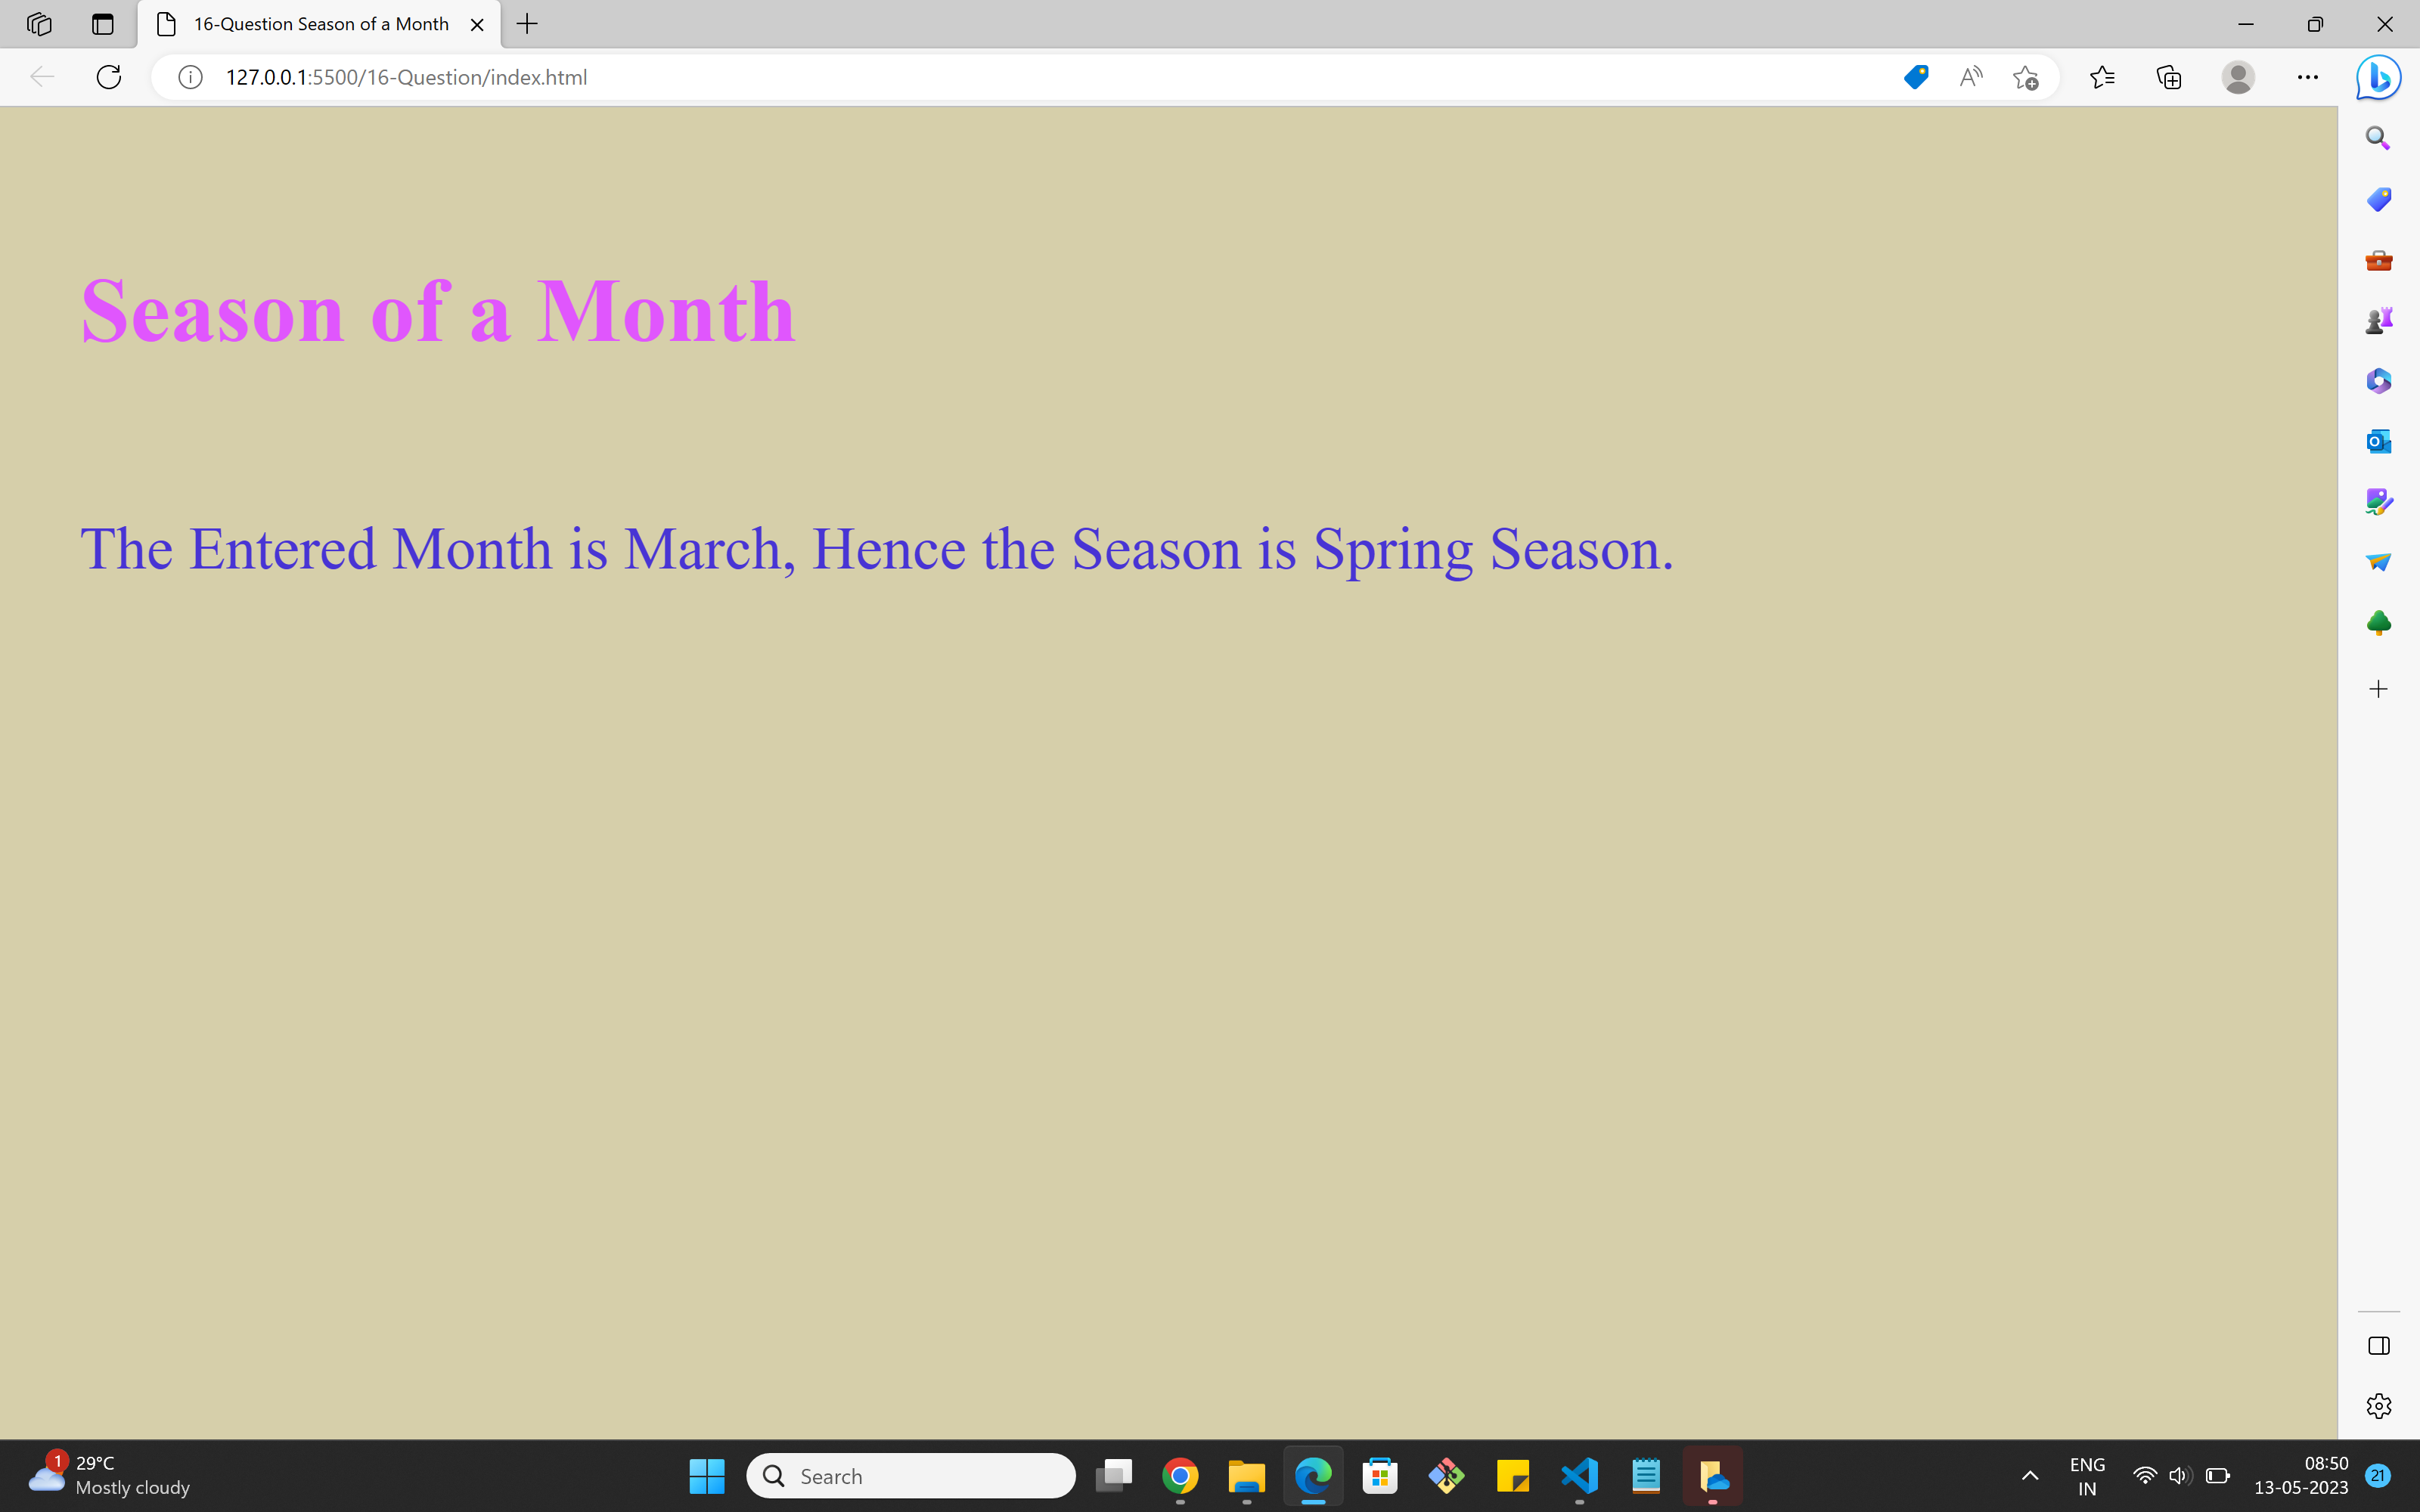 16-Question Season of a Month
127.0.0.1:5500/16-Question/index.html
Season of a Month
The Entered Month is March, Hence the Season is Spring Season.
1
29°C
Mostly cloudy
Search
ENG
IN
08:50
13-05-2023
21